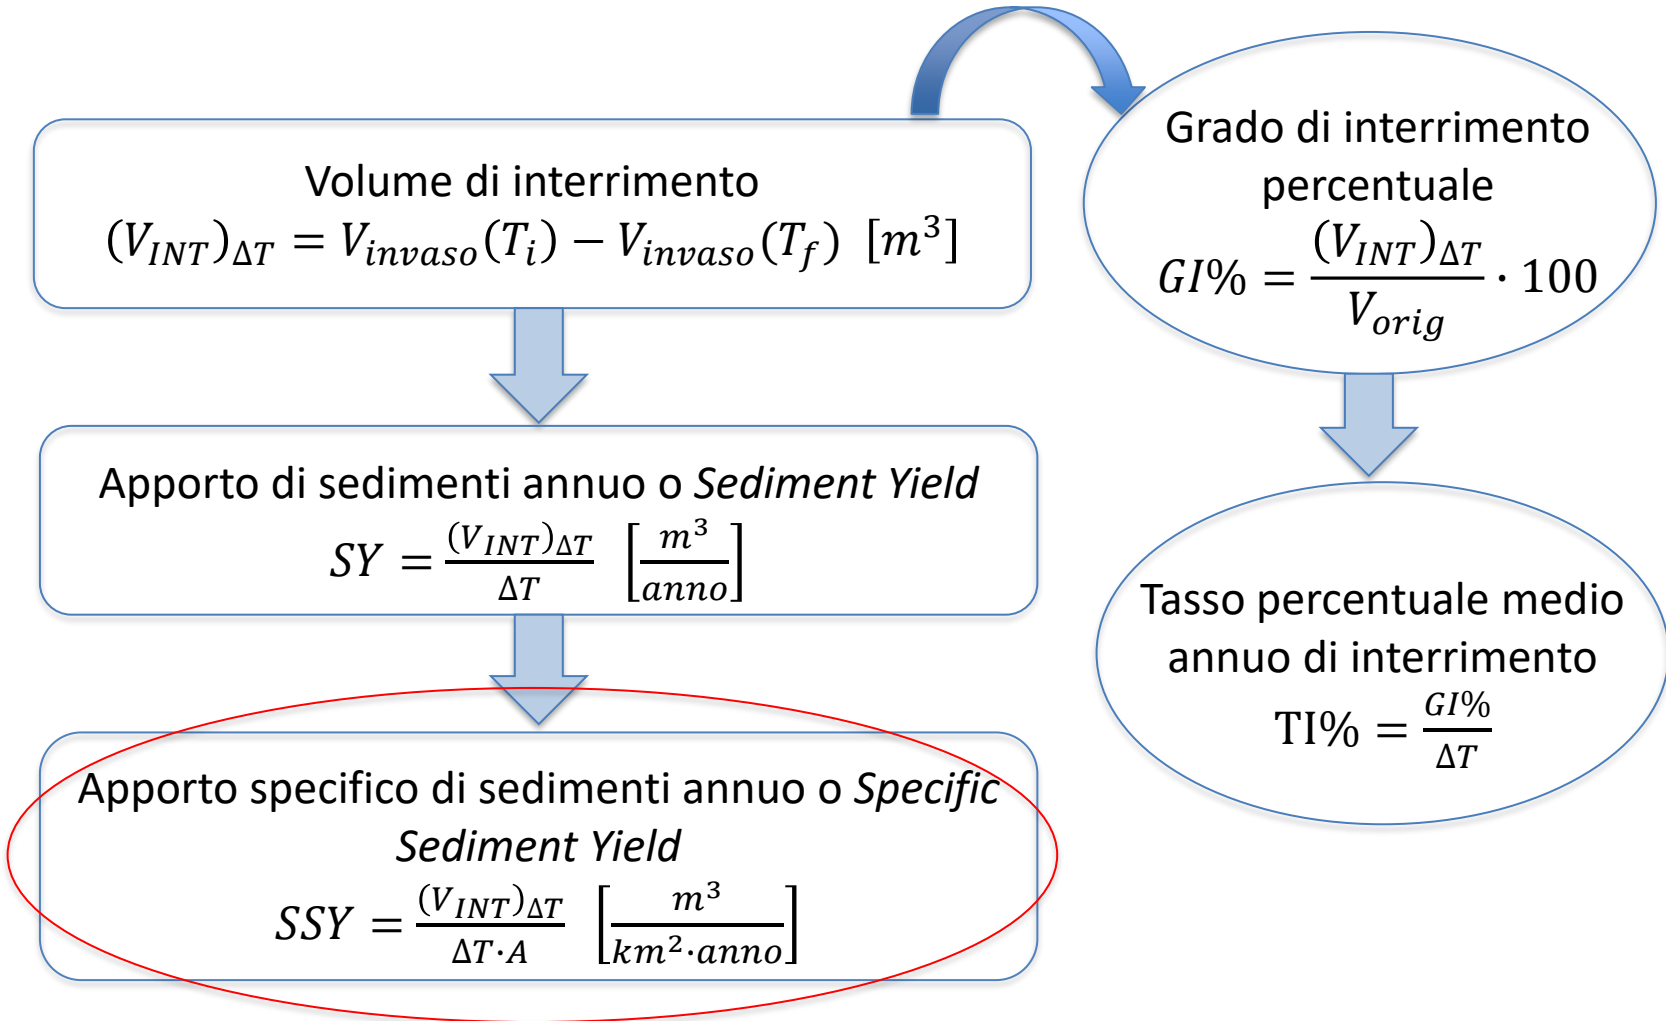 Volume di interrimento
(V_INT)_ΔT = V_invaso(T_i) − V_invaso(T_f) [m³]
Apporto di sedimenti annuo o Sediment Yield
SY = (V_INT)_ΔT / ΔT [m³ / anno]
Apporto specifico di sedimenti annuo o Specific
Sediment Yield
SSY = (V_INT)_ΔT / ΔT·A [m³ / km²·anno]
Grado di interrimento
percentuale
GI% = (V_INT)_ΔT / V_orig · 100
Tasso percentuale medio
annuo di interrimento
TI% = GI% / ΔT